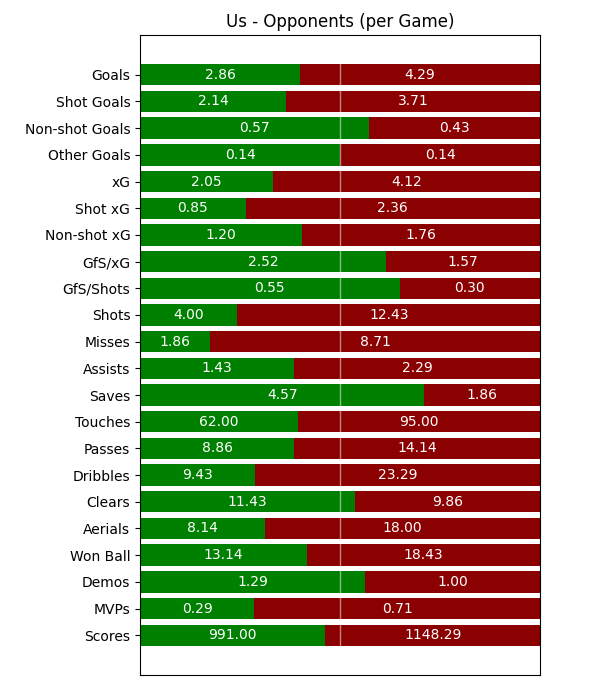 Us - Opponents (per Game)
Goals 2.86 4.29
Shot Goals 2.14 3.71
Non-shot Goals 0.57 0.43
Other Goals 0.14 0.14
xG 2.05 4.12
Shot xG 0.85 2.36
Non-shot xG 1.20 1.76
GfS/xG 2.52 1.57
GfS/Shots 0.55 0.30
Shots 4.00 12.43
Misses 1.86 8.71
Assists 1.43 2.29
Saves 4.57 1.86
Touches 62.00 95.00
Passes 8.86 14.14
Dribbles 9.43 23.29
Clears 11.43 9.86
Aerials 8.14 18.00
Won Ball 13.14 18.43
Demos 1.29 1.00
MVPs 0.29 0.71
Scores 991.00 1148.29